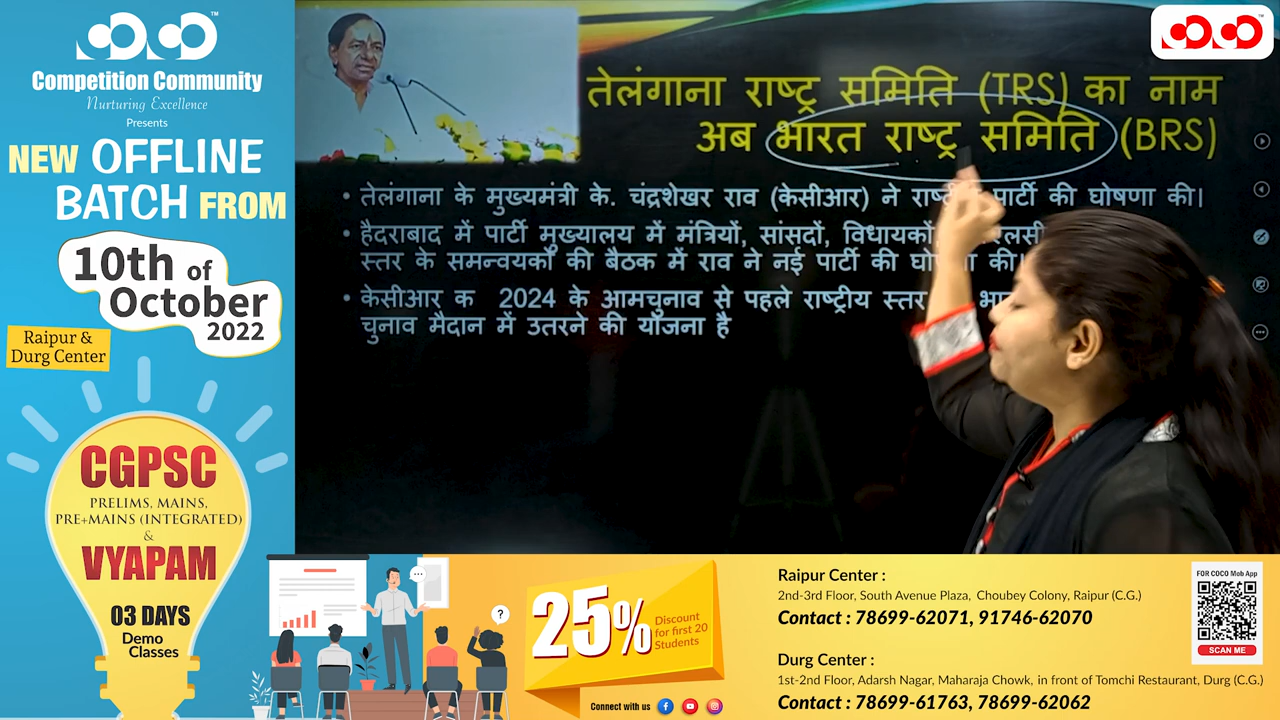 Competition Community
Nurturing Excellence
Presents
NEW OFFLINE
BATCH FROM
10th of
October
2022
Raipur &
Durg Center
CGPSC
PRELIMS, MAINS,
PRE+MAINS (INTEGRATED)
&
VYAPAM
03 DAYS
Demo
Classes
तेलंगाना राष्ट्र समिति (TRS) का नाम
अब भारत राष्ट्र समिति (BRS)
• तेलंगाना के मुख्यमंत्री के. चंद्रशेखर राव (केसीआर) ने पार्टी की घोषणा की।
• हैदराबाद में पार्टी मुख्यालय में मंत्रियों, सांसदों, विधायकों,
स्तर के समन्वयकों की बैठक में राव ने नई पार्टी की की।
• केसीआर क 2024 के आमचुनाव से पहले राष्ट्रीय स्तर
चुनाव मैदान में उतरने की योजना है
25%
Discount
for first 20
Students
?
Connect with us
Raipur Center :
2nd-3rd Floor, South Avenue Plaza, Choubey Colony, Raipur (C.G.)
Contact : 78699-62071, 91746-62070
Durg Center :
1st-2nd Floor, Adarsh Nagar, Maharaja Chowk, in front of Tomchi Restaurant, Durg (C.G.)
Contact : 78699-61763, 78699-62062
FOR COCO Mob App
SCAN ME
COCO™
COCO™